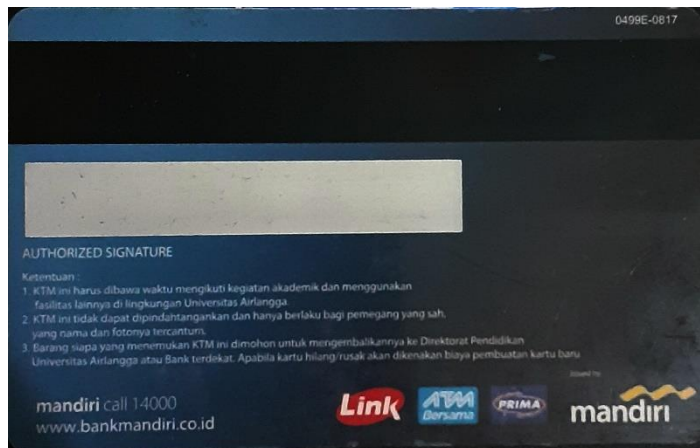 0499E-0817
AUTHORIZED SIGNATURE
Ketentuan :
1. KTM ini harus dibawa waktu mengikuti kegiatan akademik dan menggunakan
fasilitas lainnya di lingkungan Universitas Airlangga.
2. KTM ini tidak dapat dipindahtangankan dan hanya berlaku bagi pemegang yang sah,
yang nama dan fotonya tercantum.
3. Barang siapa yang menemukan KTM ini dimohon untuk mengembalikannya ke Direktorat Pendidikan
Universitas Airlangga atau Bank terdekat. Apabila kartu hilang/rusak akan dikenakan biaya pembuatan kartu baru
issued by
mandiri call 14000
www.bankmandiri.co.id
Link
ATM
Bersama
PRIMA
mandiri